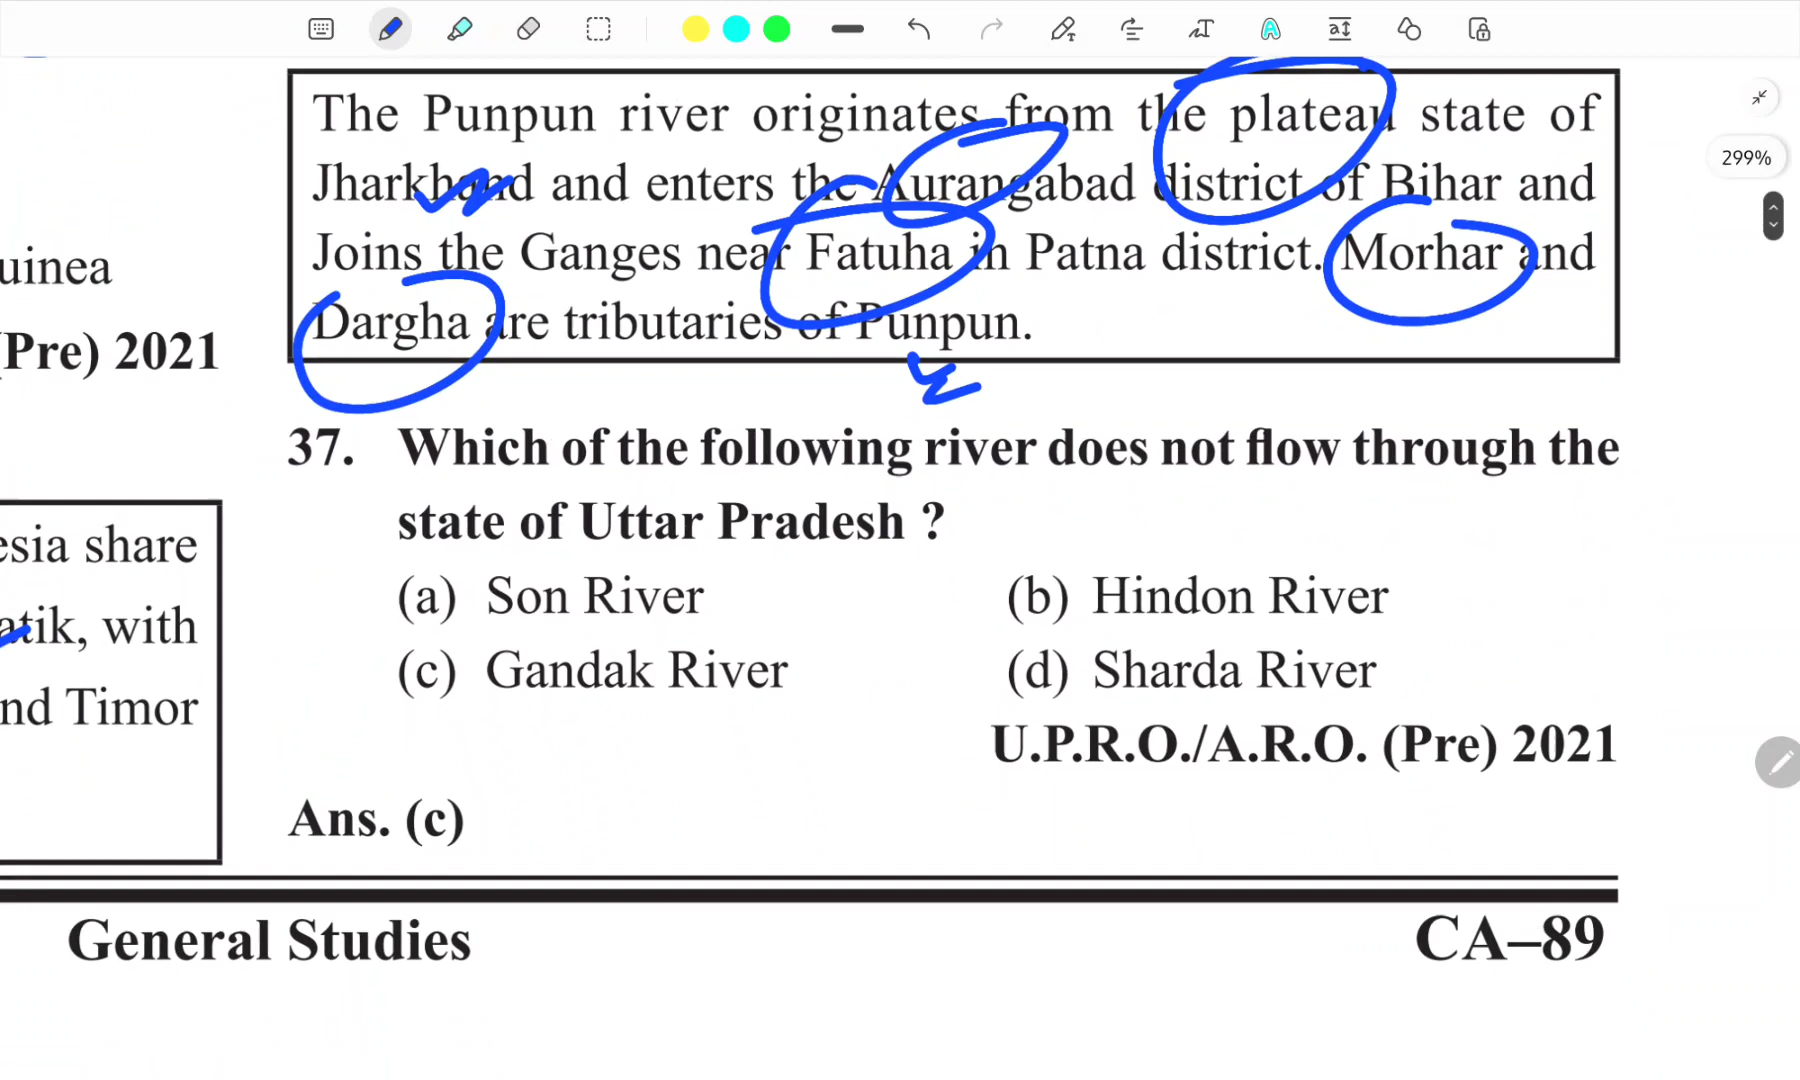 299%
The Punpun river originates from the plateau state of
Jharkhand and enters the Aurangabad district of Bihar and
Joins the Ganges near Fatuha in Patna district. Morhar and
Dargha are tributaries of Punpun.
uinea
(Pre) 2021
esia share
atik, with
nd Timor
37. Which of the following river does not flow through the
state of Uttar Pradesh ?
(a) Son River (b) Hindon River
(c) Gandak River (d) Sharda River
U.P.R.O./A.R.O. (Pre) 2021
Ans. (c)
General Studies CA–89